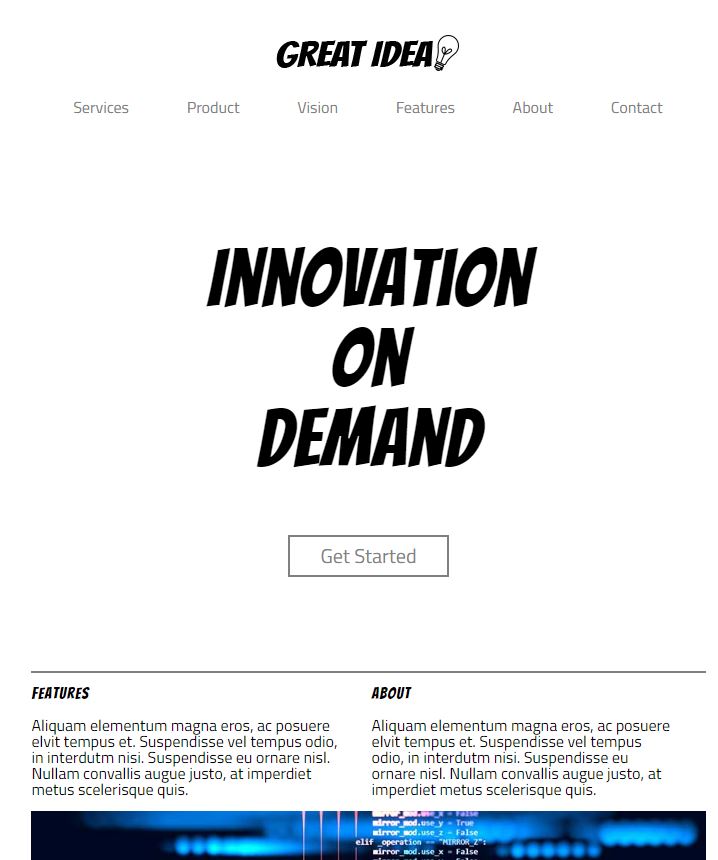 GREAT IDEA
Services Product Vision Features About Contact
INNOVATION
ON
DEMAND
Get Started
FEATURES
Aliquam elementum magna eros, ac posuere
elvit tempus et. Suspendisse vel tempus odio,
in interdutm nisi. Suspendisse eu ornare nisl.
Nullam convallis augue justo, at imperdiet
metus scelerisque quis.
ABOUT
Aliquam elementum magna eros, ac posuere
elvit tempus et. Suspendisse vel tempus
odio, in interdutm nisi. Suspendisse eu
ornare nisl. Nullam convallis augue justo, at
imperdiet metus scelerisque quis.
mirror_mod.use_x = False
mirror_mod.use_y = True
mirror_mod.use_z = False
elif _operation == "MIRROR_Z":
mirror_mod.use_x = False